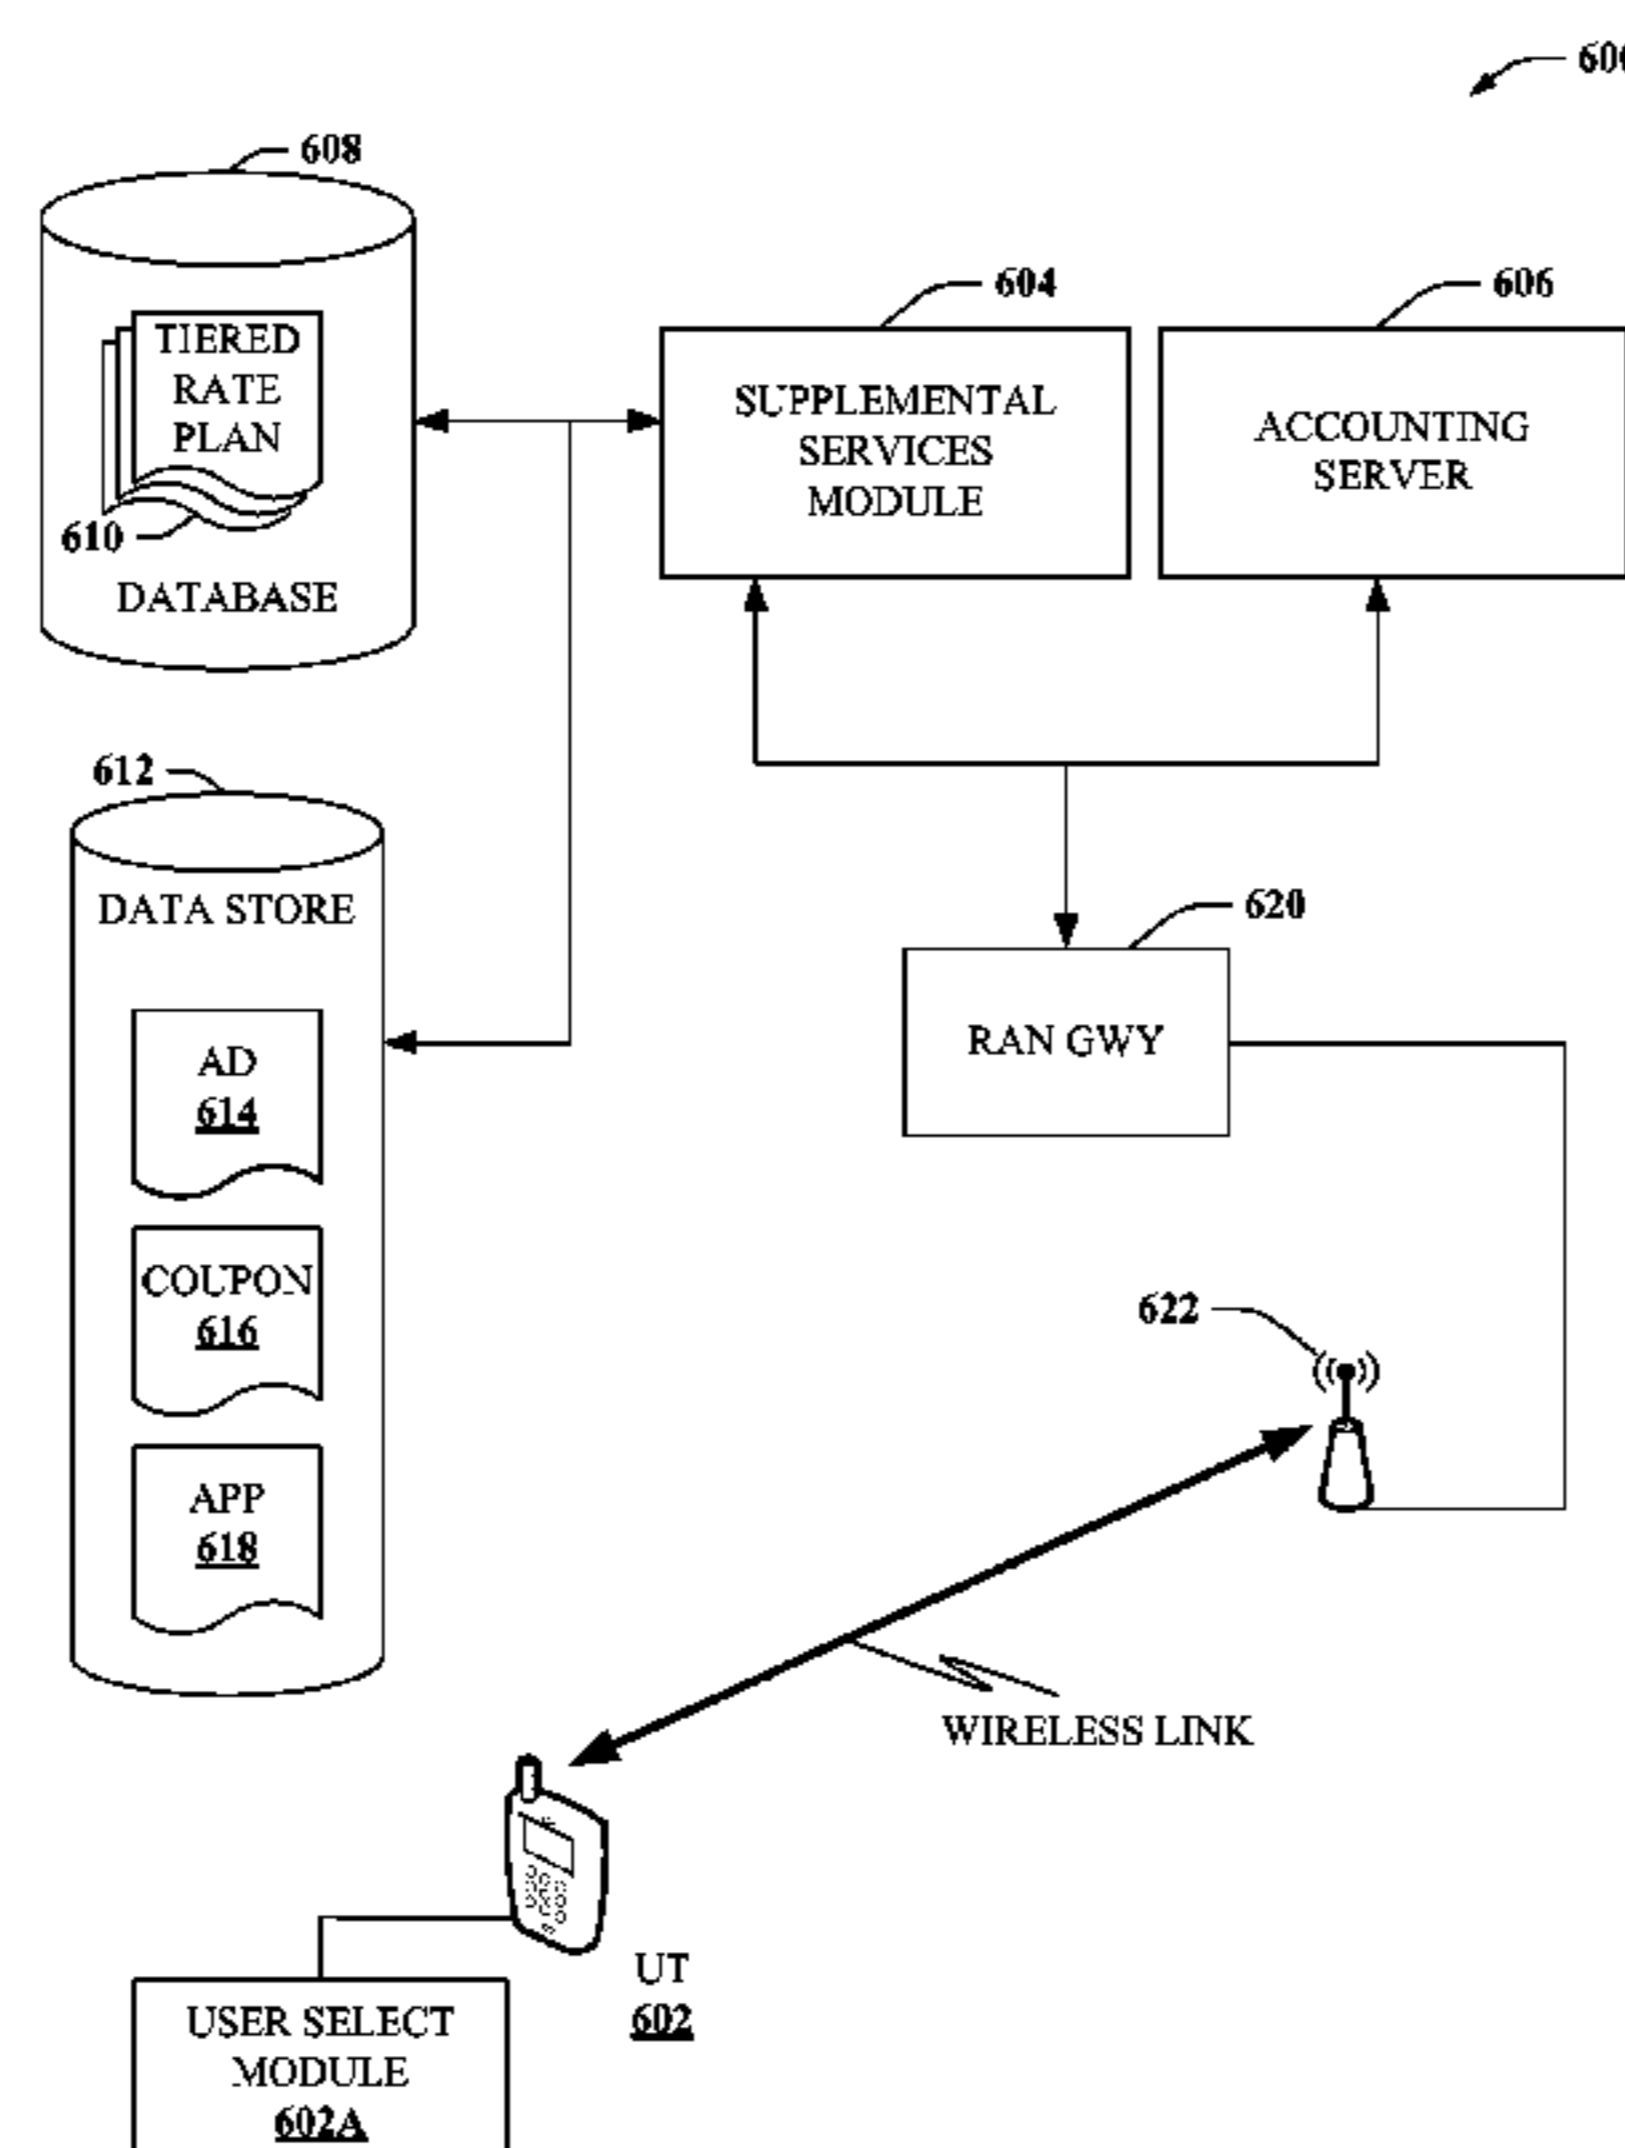 600
608
604
606
TIERED
RATE
PLAN
610
DATABASE
SUPPLEMENTAL
SERVICES
MODULE
ACCOUNTING
SERVER
612
DATA STORE
AD
614
COUPON
616
APP
618
620
RAN GWY
622
WIRELESS LINK
UT
602
USER SELECT
MODULE
602A